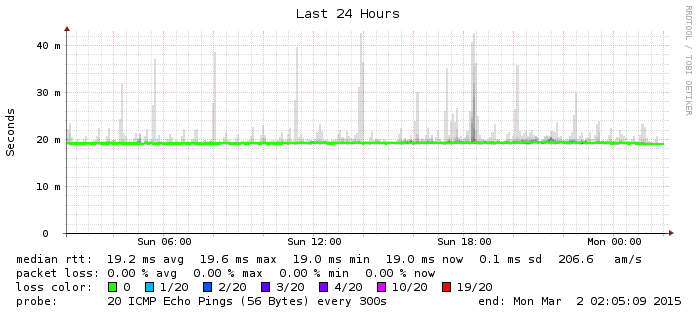 Last 24 Hours
RRDTOOL / TOBI OETIKER
Seconds
40 m
30 m
20 m
10 m
0
Sun 06:00 Sun 12:00 Sun 18:00 Mon 00:00
median rtt: 19.2 ms avg 19.6 ms max 19.0 ms min 19.0 ms now 0.1 ms sd 206.6 am/s
packet loss: 0.00 % avg 0.00 % max 0.00 % min 0.00 % now
loss color: 0 1/20 2/20 3/20 4/20 10/20 19/20
probe: 20 ICMP Echo Pings (56 Bytes) every 300s end: Mon Mar 2 02:05:09 2015